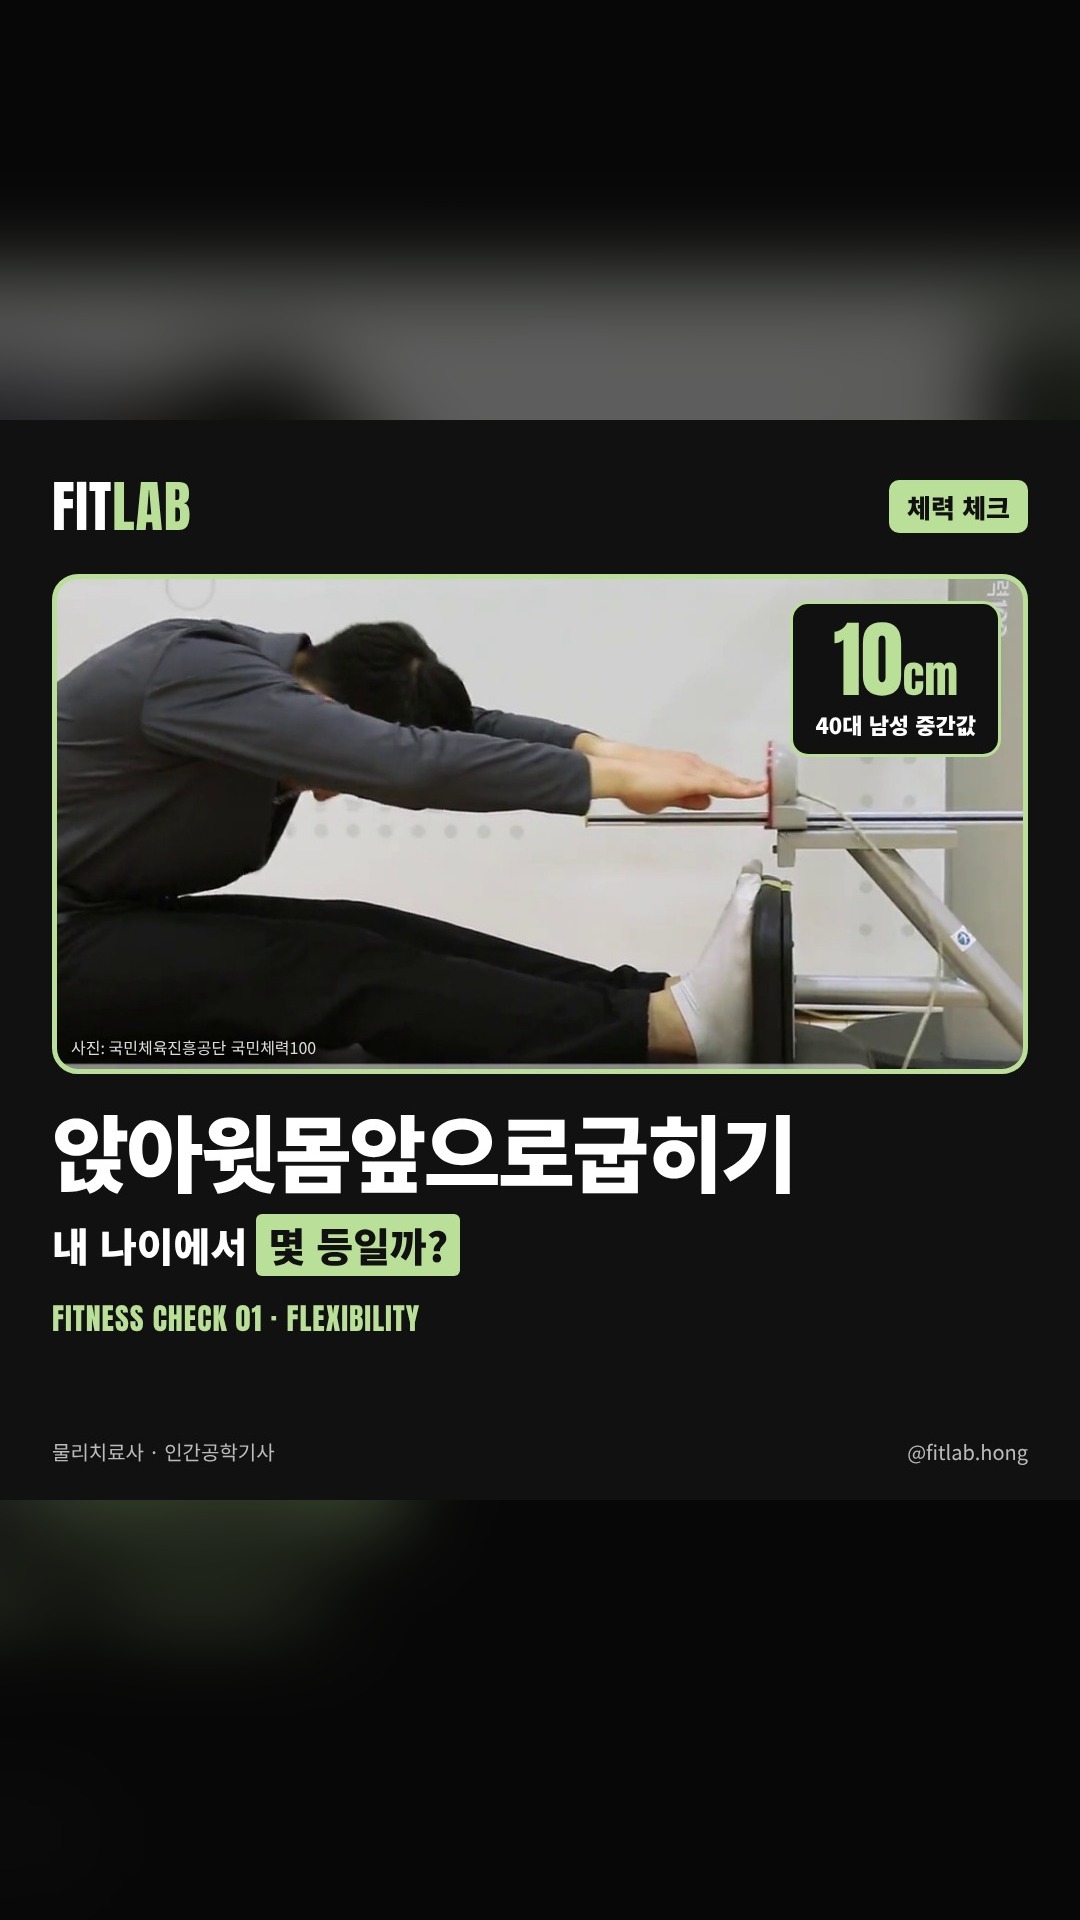 FITLAB
체력 체크
10cm
40대 남성 중간값
사진: 국민체육진흥공단 국민체력100
앉아윗몸앞으로굽히기
내 나이에서 몇 등일까?
FITNESS CHECK 01 · FLEXIBILITY
물리치료사 · 인간공학기사
@fitlab.hong